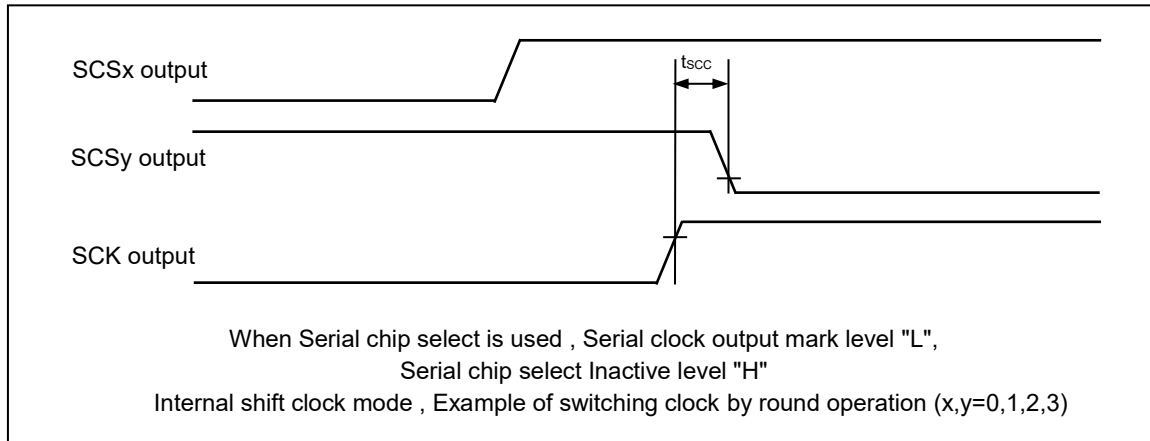 SCSx output
tSCC
SCSy output
SCK output
When Serial chip select is used , Serial clock output mark level "L",
Serial chip select Inactive level "H"
Internal shift clock mode , Example of switching clock by round operation (x,y=0,1,2,3)